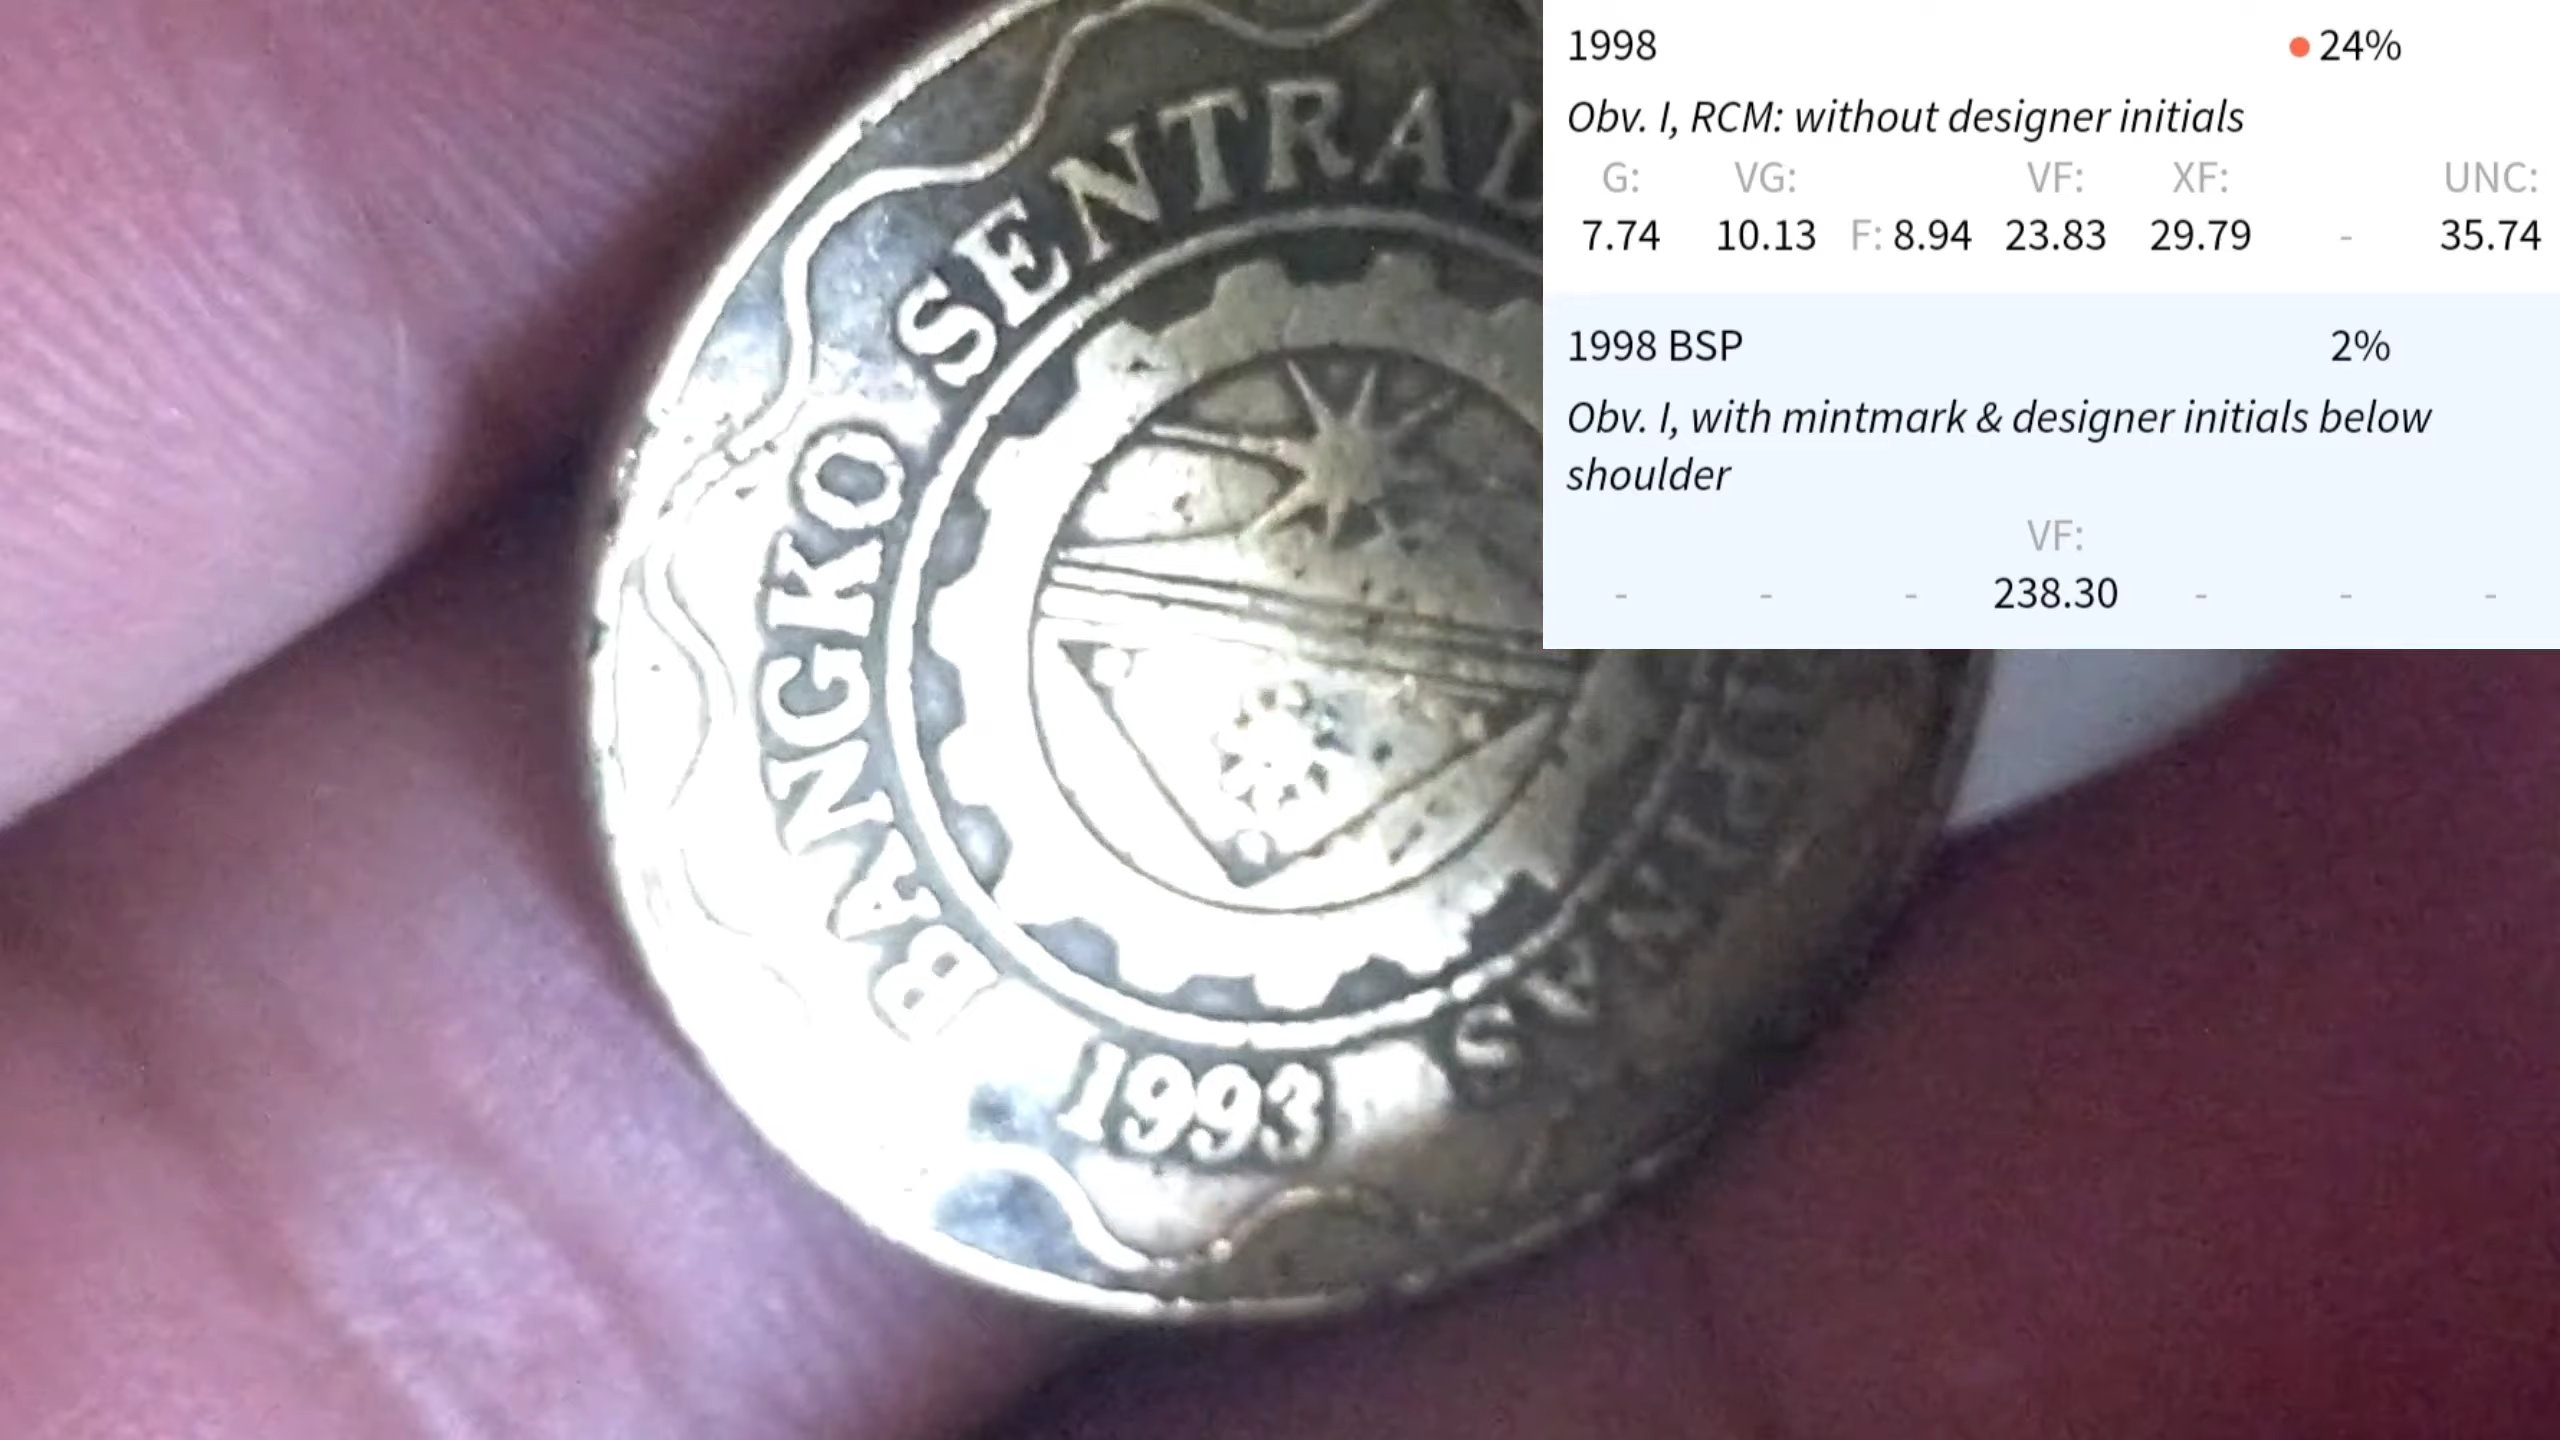 BANGKO SENTRAL
PILIPINAS
1993
1998 24%
Obv. I, RCM: without designer initials
G: VG: VF: XF: UNC:
7.74 10.13 F: 8.94 23.83 29.79 - 35.74
1998 BSP 2%
Obv. I, with mintmark & designer initials below
shoulder
VF:
- - - 238.30 - - -